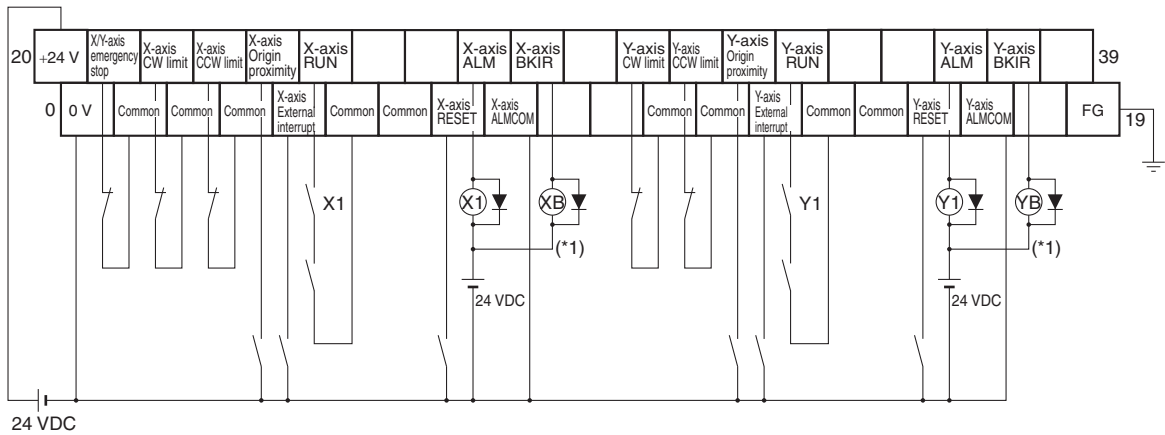 20 +24 V X/Y-axis emergency stop X-axis CW limit X-axis CCW limit X-axis Origin proximity X-axis RUN X-axis ALM X-axis BKIR Y-axis CW limit Y-axis CCW limit Y-axis Origin proximity Y-axis RUN Y-axis ALM Y-axis BKIR 39
0 0 V Common Common Common X-axis External interrupt Common Common X-axis RESET X-axis ALMCOM Common Common Y-axis External interrupt Common Common Y-axis RESET Y-axis ALMCOM FG 19
X1 X1 XB Y1 Y1 YB
(*1) (*1)
24 VDC 24 VDC
24 VDC